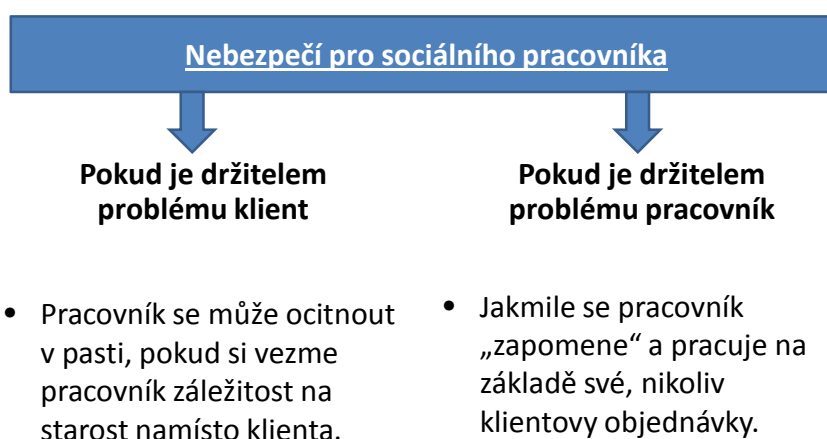 Nebezpečí pro sociálního pracovníka
Pokud je držitelem
problému klient
Pokud je držitelem
problému pracovník
• Pracovník se může ocitnout
v pasti, pokud si vezme
pracovník záležitost na
starost namísto klienta.
• Jakmile se pracovník
„zapomene“ a pracuje na
základě své, nikoliv
klientovy objednávky.